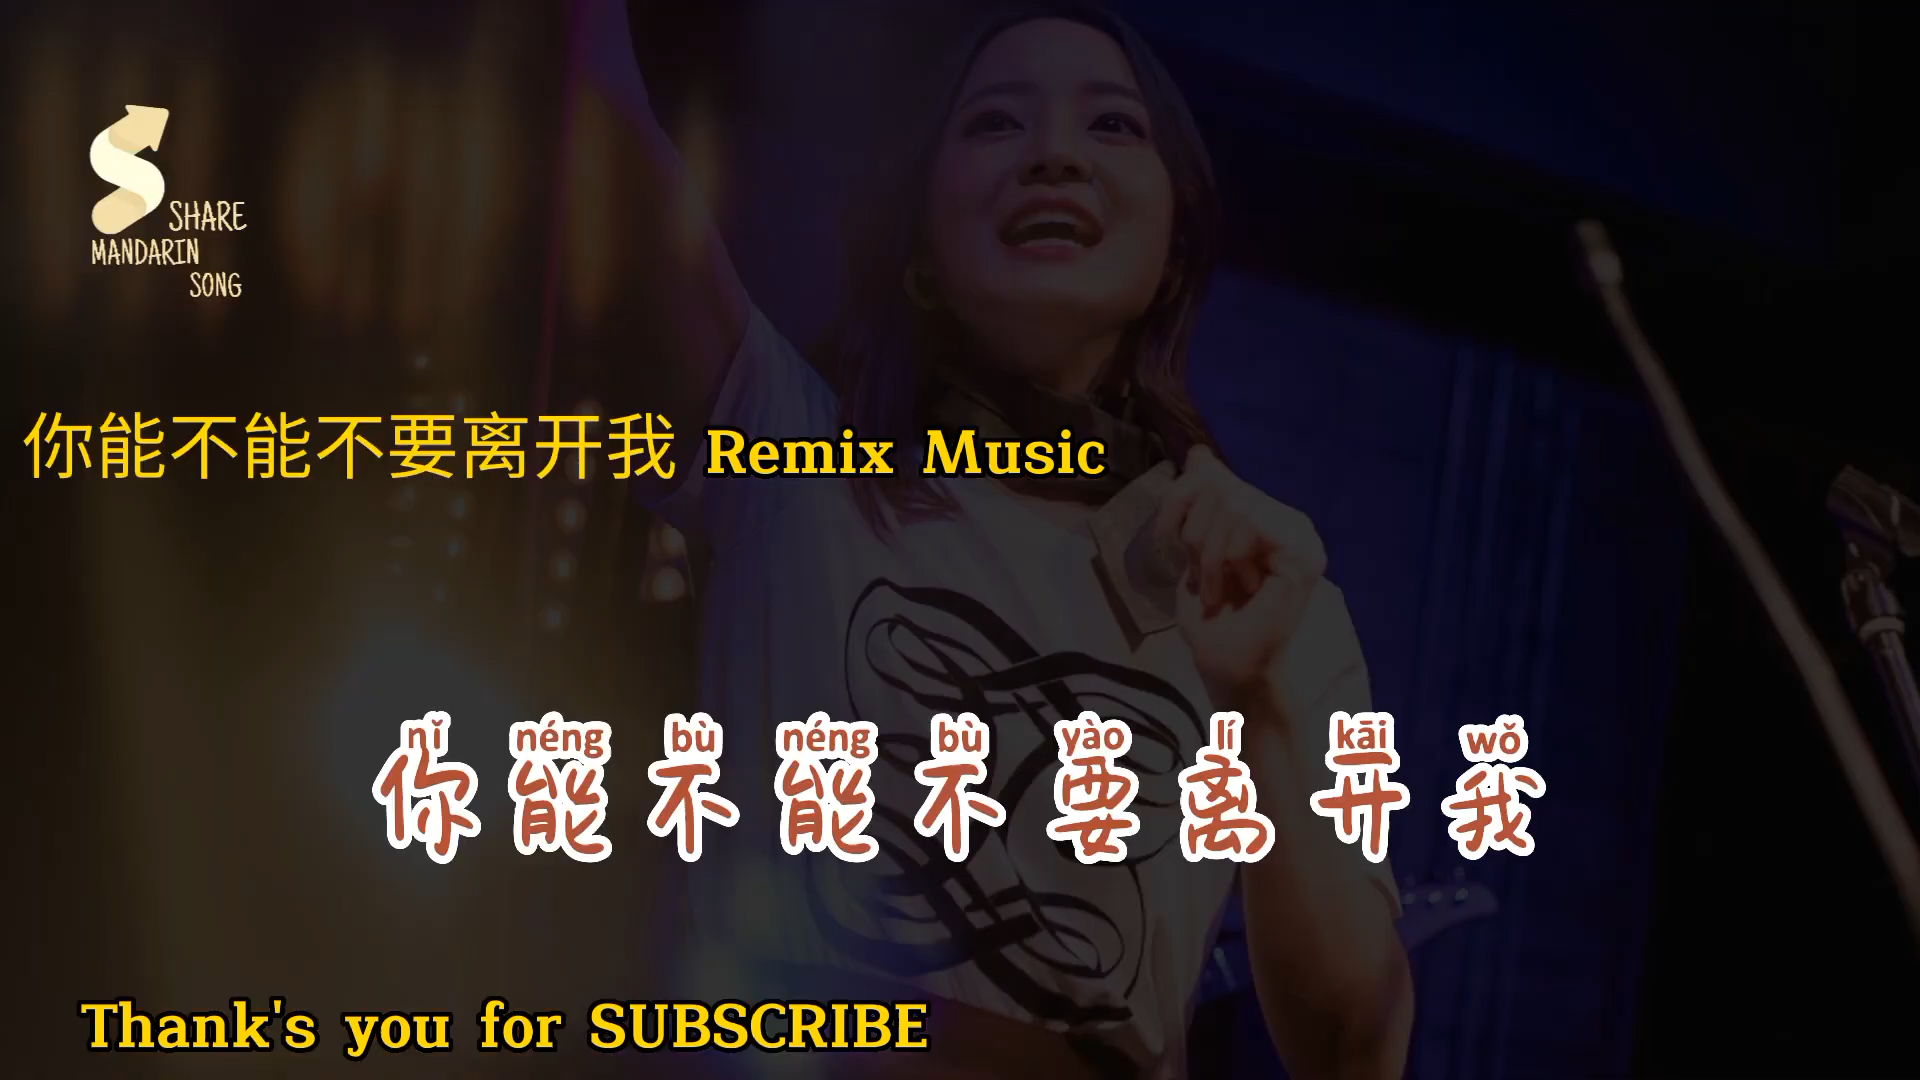 SHARE
MANDARIN
SONG
你能不能不要离开我 Remix Music
nǐ néng bù néng bù yào lí kāi wǒ
你能不能不要离开我
Thank's you for SUBSCRIBE